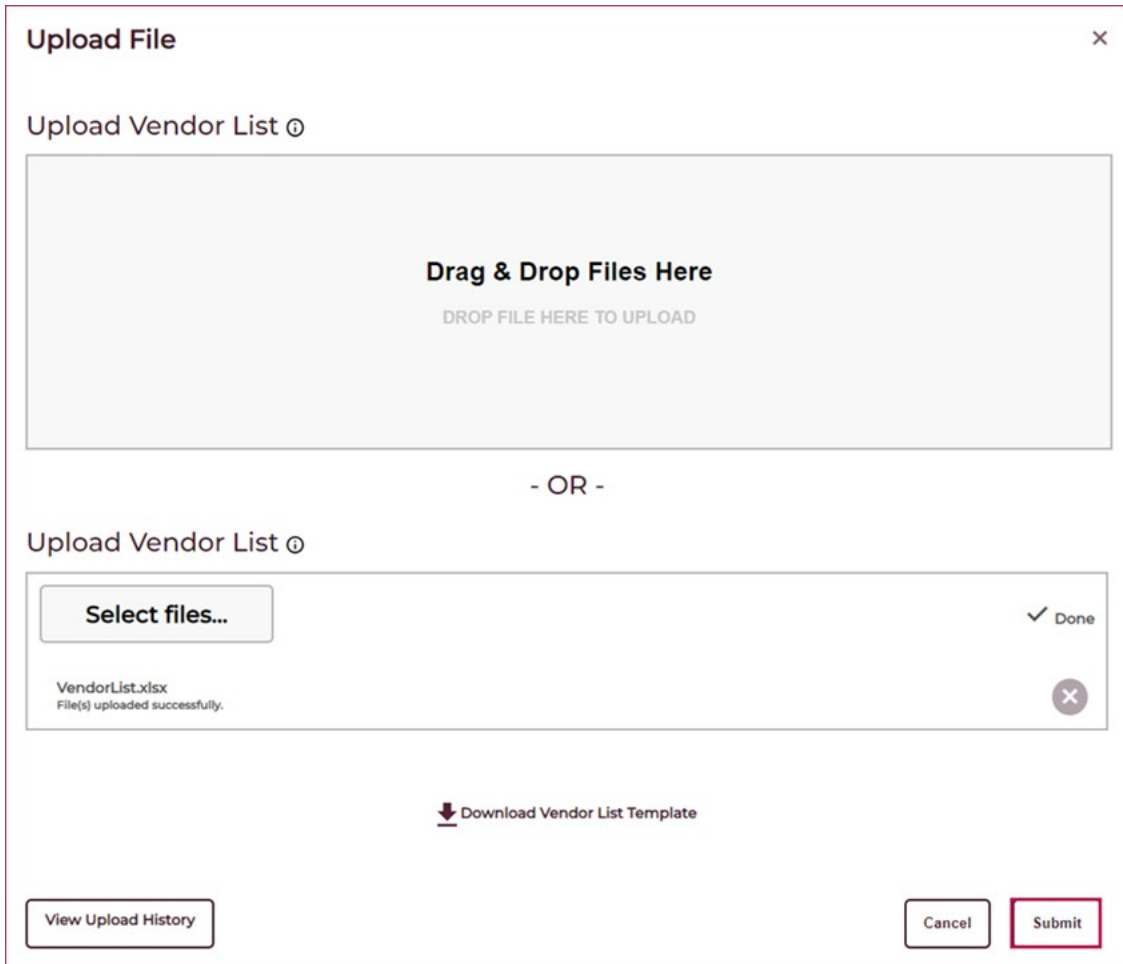 Upload File
Upload Vendor List
Drag & Drop Files Here
DROP FILE HERE TO UPLOAD
- OR -
Upload Vendor List
Select files...
Done
VendorList.xlsx
File(s) uploaded successfully.
Download Vendor List Template
View Upload History
Cancel
Submit